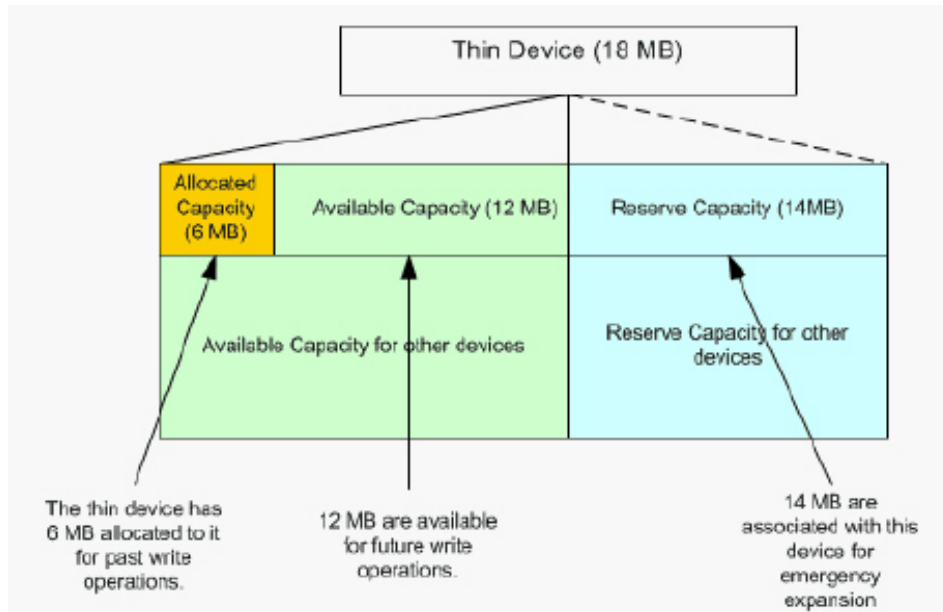 Thin Device (18 MB)
Allocated
Capacity
(6 MB)
Available Capacity (12 MB)
Reserve Capacity (14MB)
Available Capacity for other devices
Reserve Capacity for other
devices
The thin device has
6 MB allocated to it
for past write
operations.
12 MB are available
for future write
operations.
14 MB are
associated with this
device for
emergency
expansion